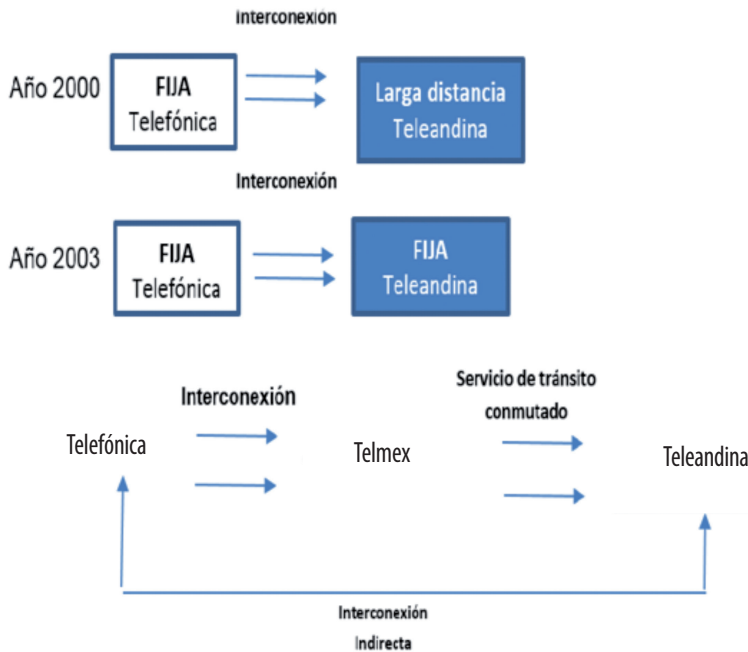 Interconexión
Año 2000
FIJA
Telefónica
Larga distancia
Teleandina
Interconexión
Año 2003
FIJA
Telefónica
FIJA
Teleandina
Interconexión
Servicio de tránsito
conmutado
Telefónica
Telmex
Teleandina
Interconexión
Indirecta